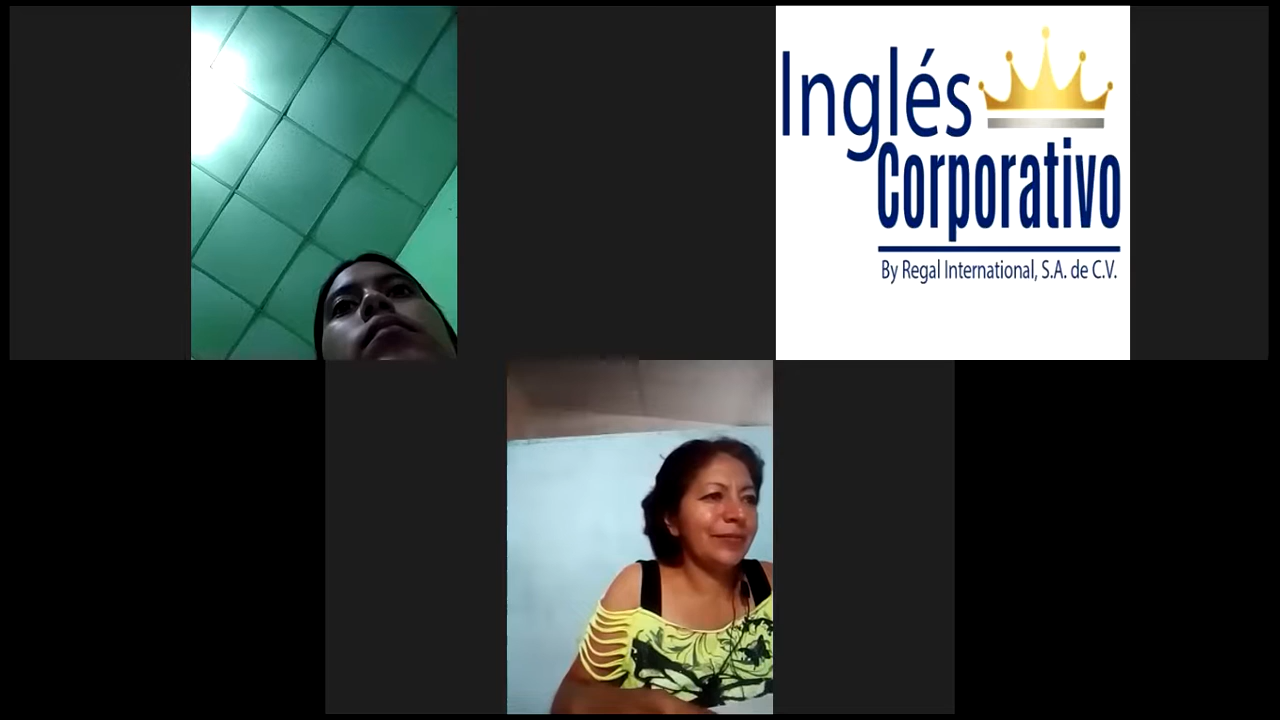 Inglés
Corporativo
By Regal International, S.A. de C.V.